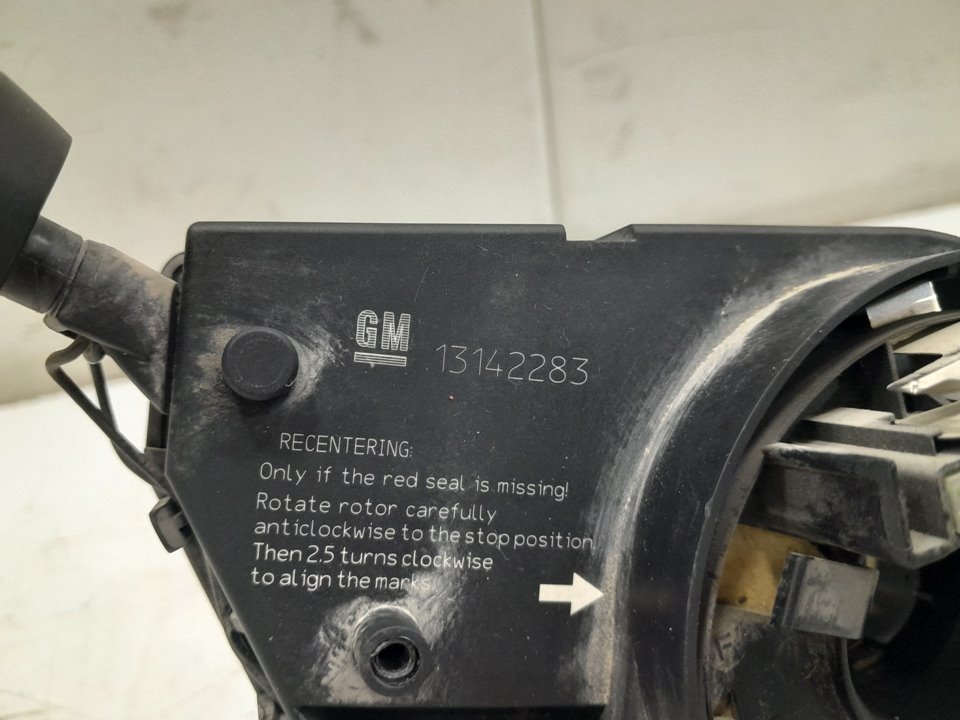 GM 13142283
RECENTERING:
Only if the red seal is missing!
Rotate rotor carefully
anticlockwise to the stop position
Then 2,5 turns clockwise
to align the marks.